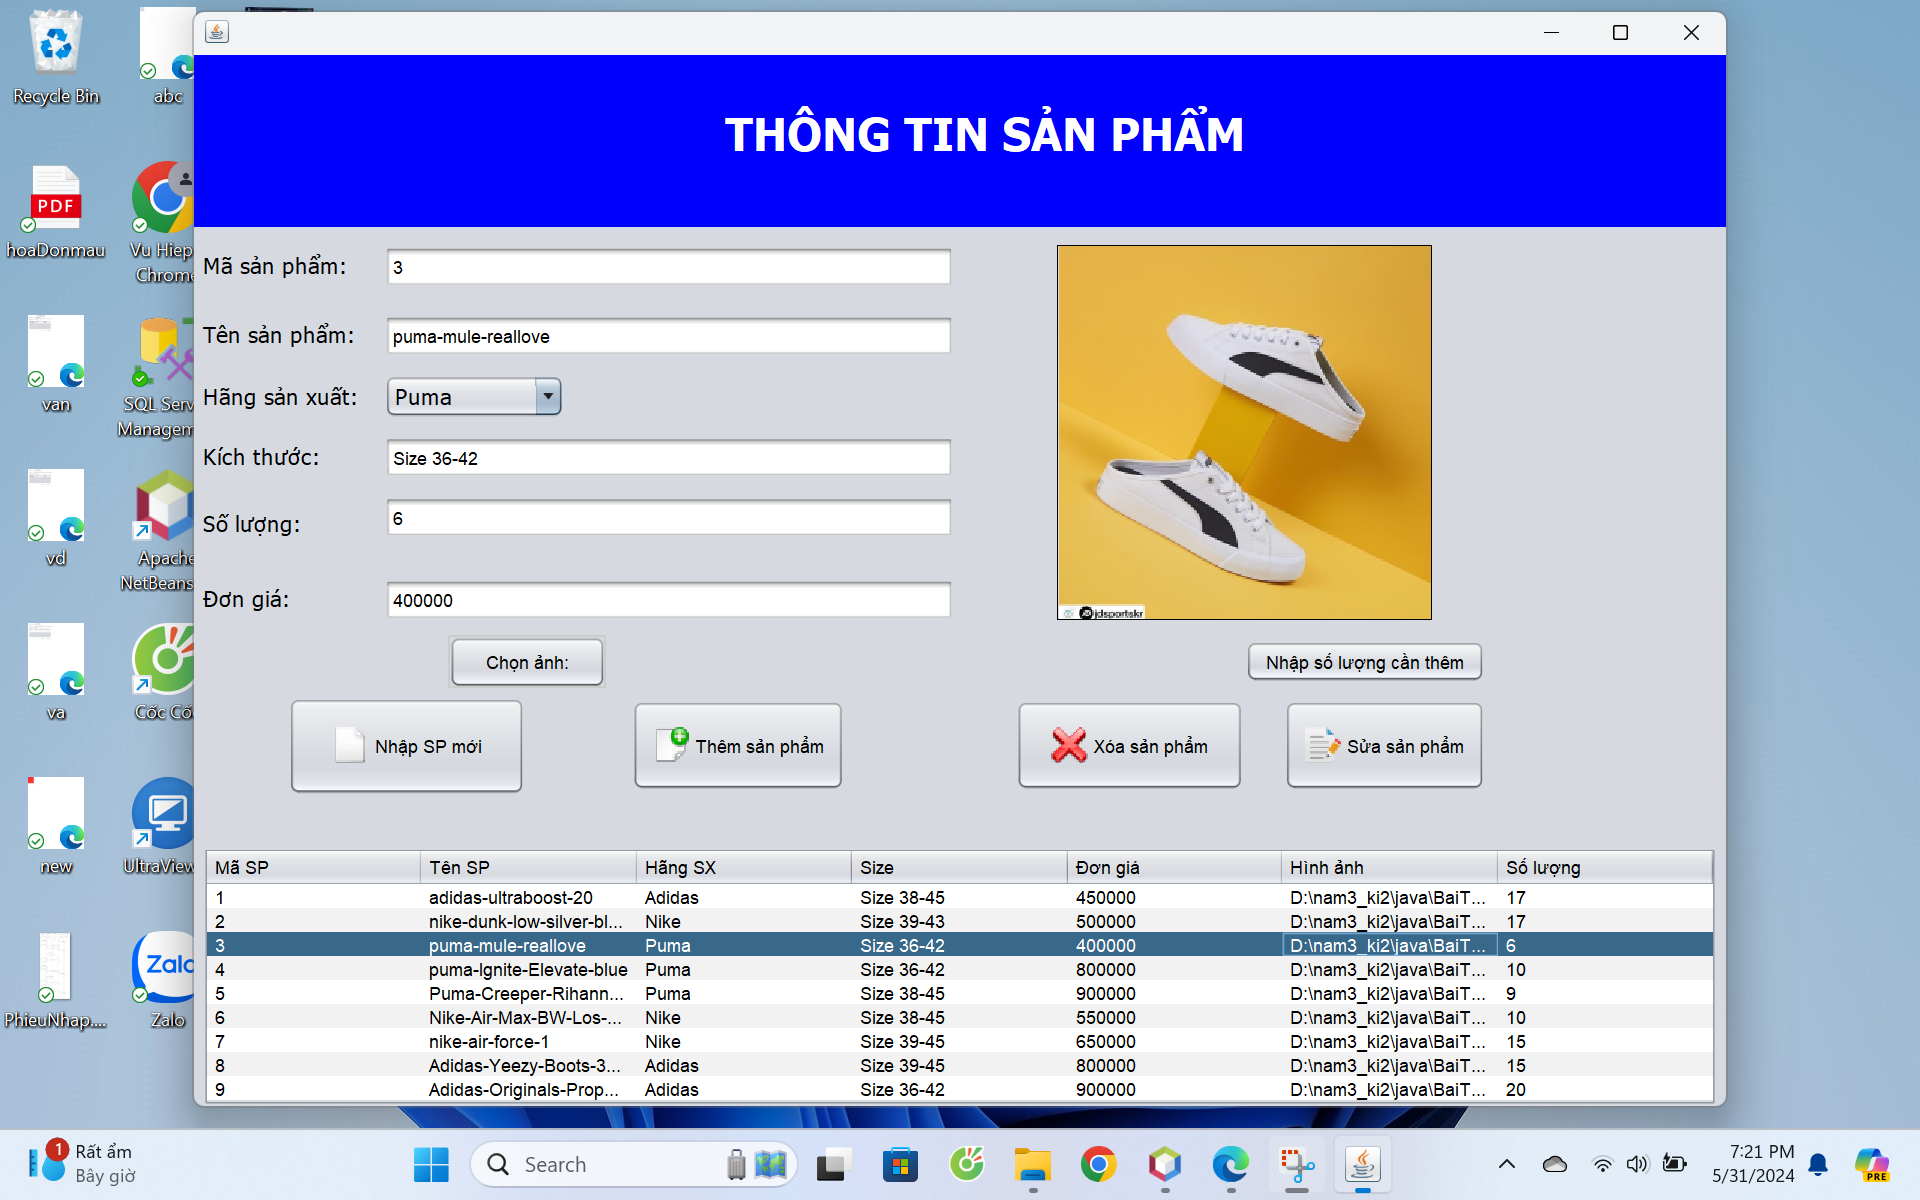 Recycle Bin
abc
THÔNG TIN SẢN PHẨM
PDF
hoaDonmau
Vu Hiep
Chrome
van
SQL Serv
Managem
vd
Apache
NetBeans
va
Cốc Cố
new
UltraView
PhieuNhap....
Zalo
Zalo
Mã sản phẩm:
3
Tên sản phẩm:
puma-mule-reallove
Hãng sản xuất:
Puma
Kích thước:
Size 36-42
Số lượng:
6
Đơn giá:
400000
jdsportskr
Chọn ảnh:
Nhập số lượng cần thêm
Nhập SP mới
Thêm sản phẩm
Xóa sản phẩm
Sửa sản phẩm
Mã SP Tên SP Hãng SX Size Đơn giá Hình ảnh Số lượng
1 adidas-ultraboost-20 Adidas Size 38-45 450000 D:\nam3_ki2\java\BaiT... 17
2 nike-dunk-low-silver-bl... Nike Size 39-43 500000 D:\nam3_ki2\java\BaiT... 17
3 puma-mule-reallove Puma Size 36-42 400000 D:\nam3_ki2\java\BaiT... 6
4 puma-Ignite-Elevate-blue Puma Size 36-42 800000 D:\nam3_ki2\java\BaiT... 10
5 Puma-Creeper-Rihann... Puma Size 38-45 900000 D:\nam3_ki2\java\BaiT... 9
6 Nike-Air-Max-BW-Los-... Nike Size 38-45 550000 D:\nam3_ki2\java\BaiT... 10
7 nike-air-force-1 Nike Size 39-45 650000 D:\nam3_ki2\java\BaiT... 15
8 Adidas-Yeezy-Boots-3... Adidas Size 39-45 800000 D:\nam3_ki2\java\BaiT... 15
9 Adidas-Originals-Prop... Adidas Size 36-42 900000 D:\nam3_ki2\java\BaiT... 20
1
Rất ẩm
Bây giờ
Search
7:21 PM
5/31/2024
PRE